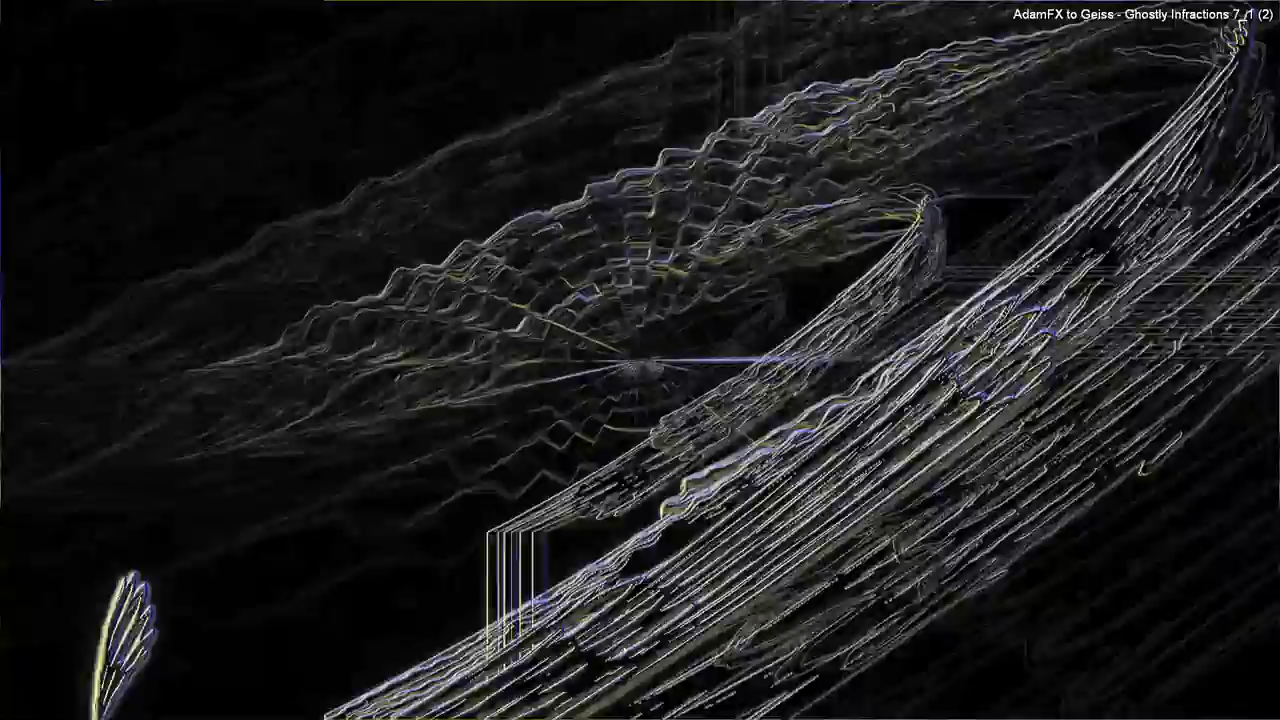 AdamFX to Geiss - Ghostly Infractions 7_1 (2)